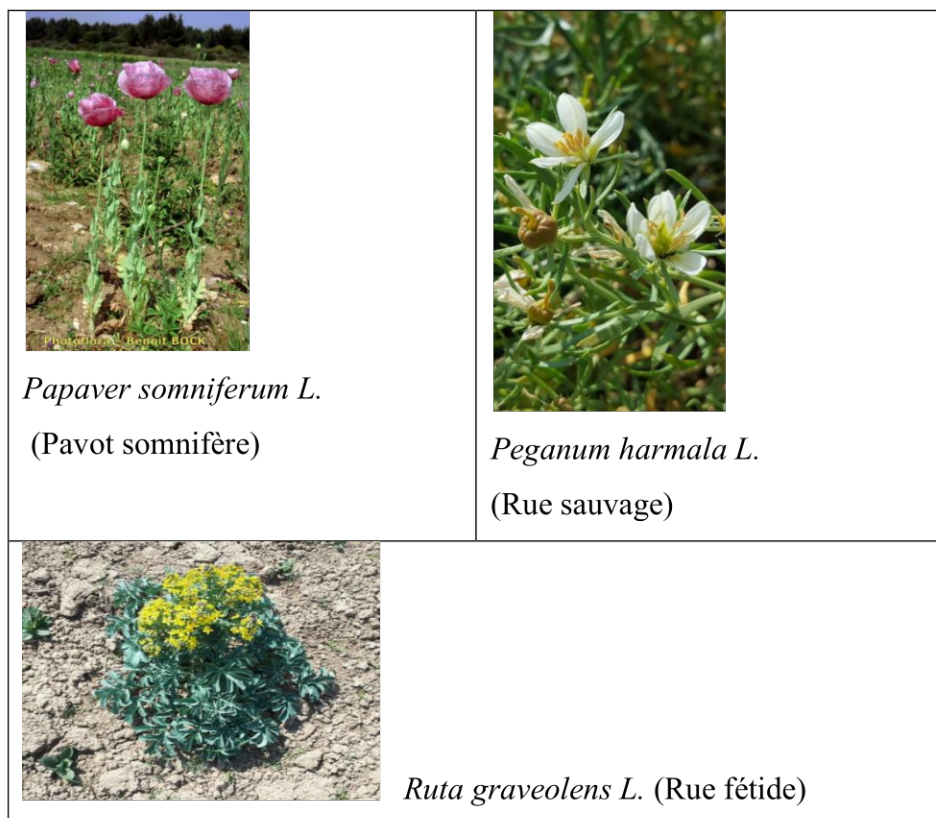 Photoflora - Benoit BOCK
Papaver somniferum L.
(Pavot somnifère)
Peganum harmala L.
(Rue sauvage)
Ruta graveolens L. (Rue fétide)